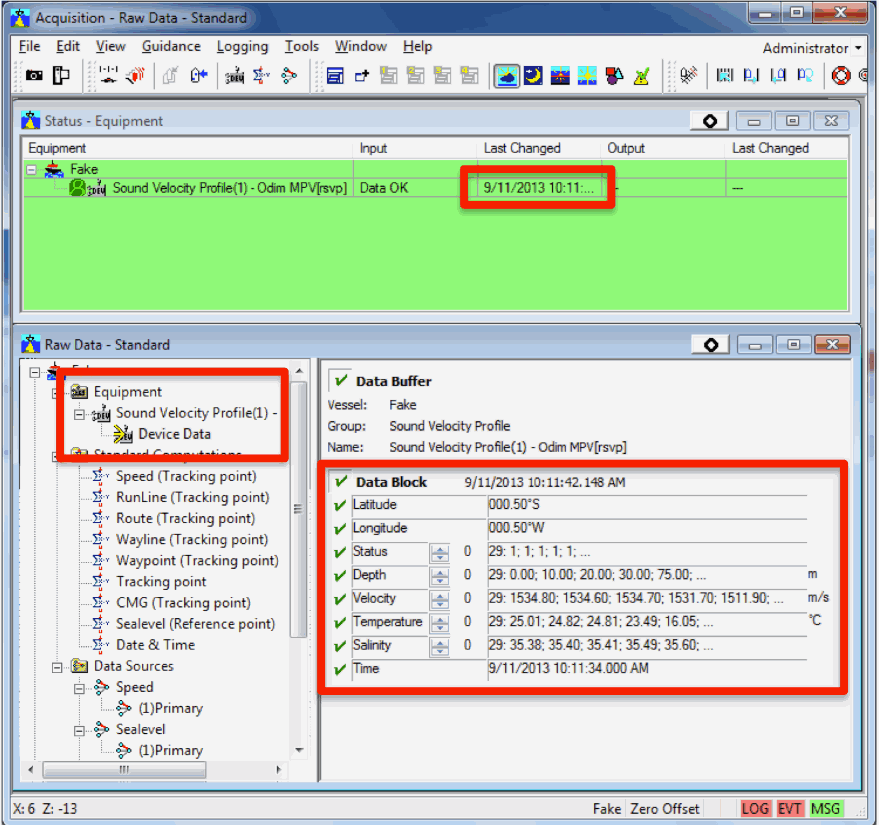 Acquisition - Raw Data - Standard
File Edit View Guidance Logging Tools Window Help Administrator
Status - Equipment
Equipment Input Last Changed Output Last Changed
Fake
Sound Velocity Profile(1) - Odim MPV[rsvp] Data OK 9/11/2013 10:11:... ---
Raw Data - Standard
Equipment
Sound Velocity Profile(1) -
Device Data
Standard Computations
Speed (Tracking point)
RunLine (Tracking point)
Route (Tracking point)
Wayline (Tracking point)
Waypoint (Tracking point)
Tracking point
CMG (Tracking point)
Sealevel (Reference point)
Date & Time
Data Sources
Speed
(1)Primary
Sealevel
(1)Primary
Data Buffer
Vessel: Fake
Group: Sound Velocity Profile
Name: Sound Velocity Profile(1) - Odim MPV[rsvp]
Data Block 9/11/2013 10:11:42.148 AM
Latitude 000.50°S
Longitude 000.50°W
Status 0 29: 1; 1; 1; 1; 1; ...
Depth 0 29: 0.00; 10.00; 20.00; 30.00; 75.00; ... m
Velocity 0 29: 1534.80; 1534.60; 1534.70; 1531.70; 1511.90; ... m/s
Temperature 0 29: 25.01; 24.82; 24.81; 23.49; 16.05; ... °C
Salinity 0 29: 35.38; 35.40; 35.41; 35.49; 35.60; ...
Time 9/11/2013 10:11:34.000 AM
X: 6 Z: -13 Fake Zero Offset LOG EVT MSG